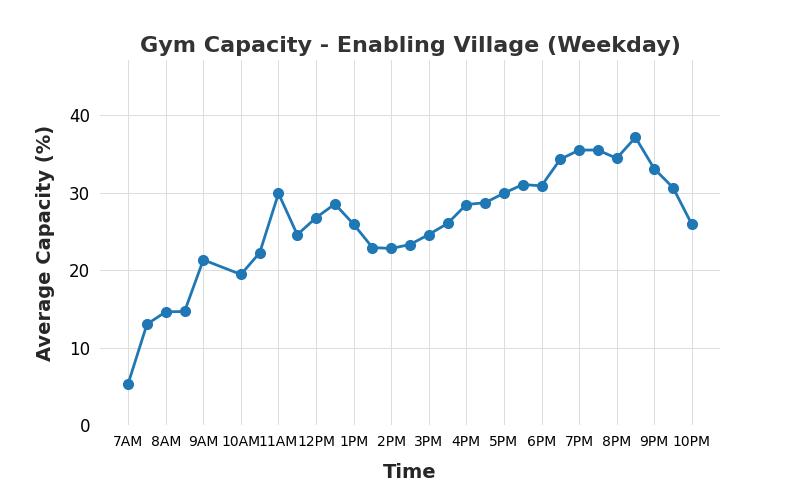 Gym Capacity - Enabling Village (Weekday)
Average Capacity (%)
40
30
20
10
0
7AM 8AM 9AM 10AM 11AM 12PM 1PM 2PM 3PM 4PM 5PM 6PM 7PM 8PM 9PM 10PM
Time